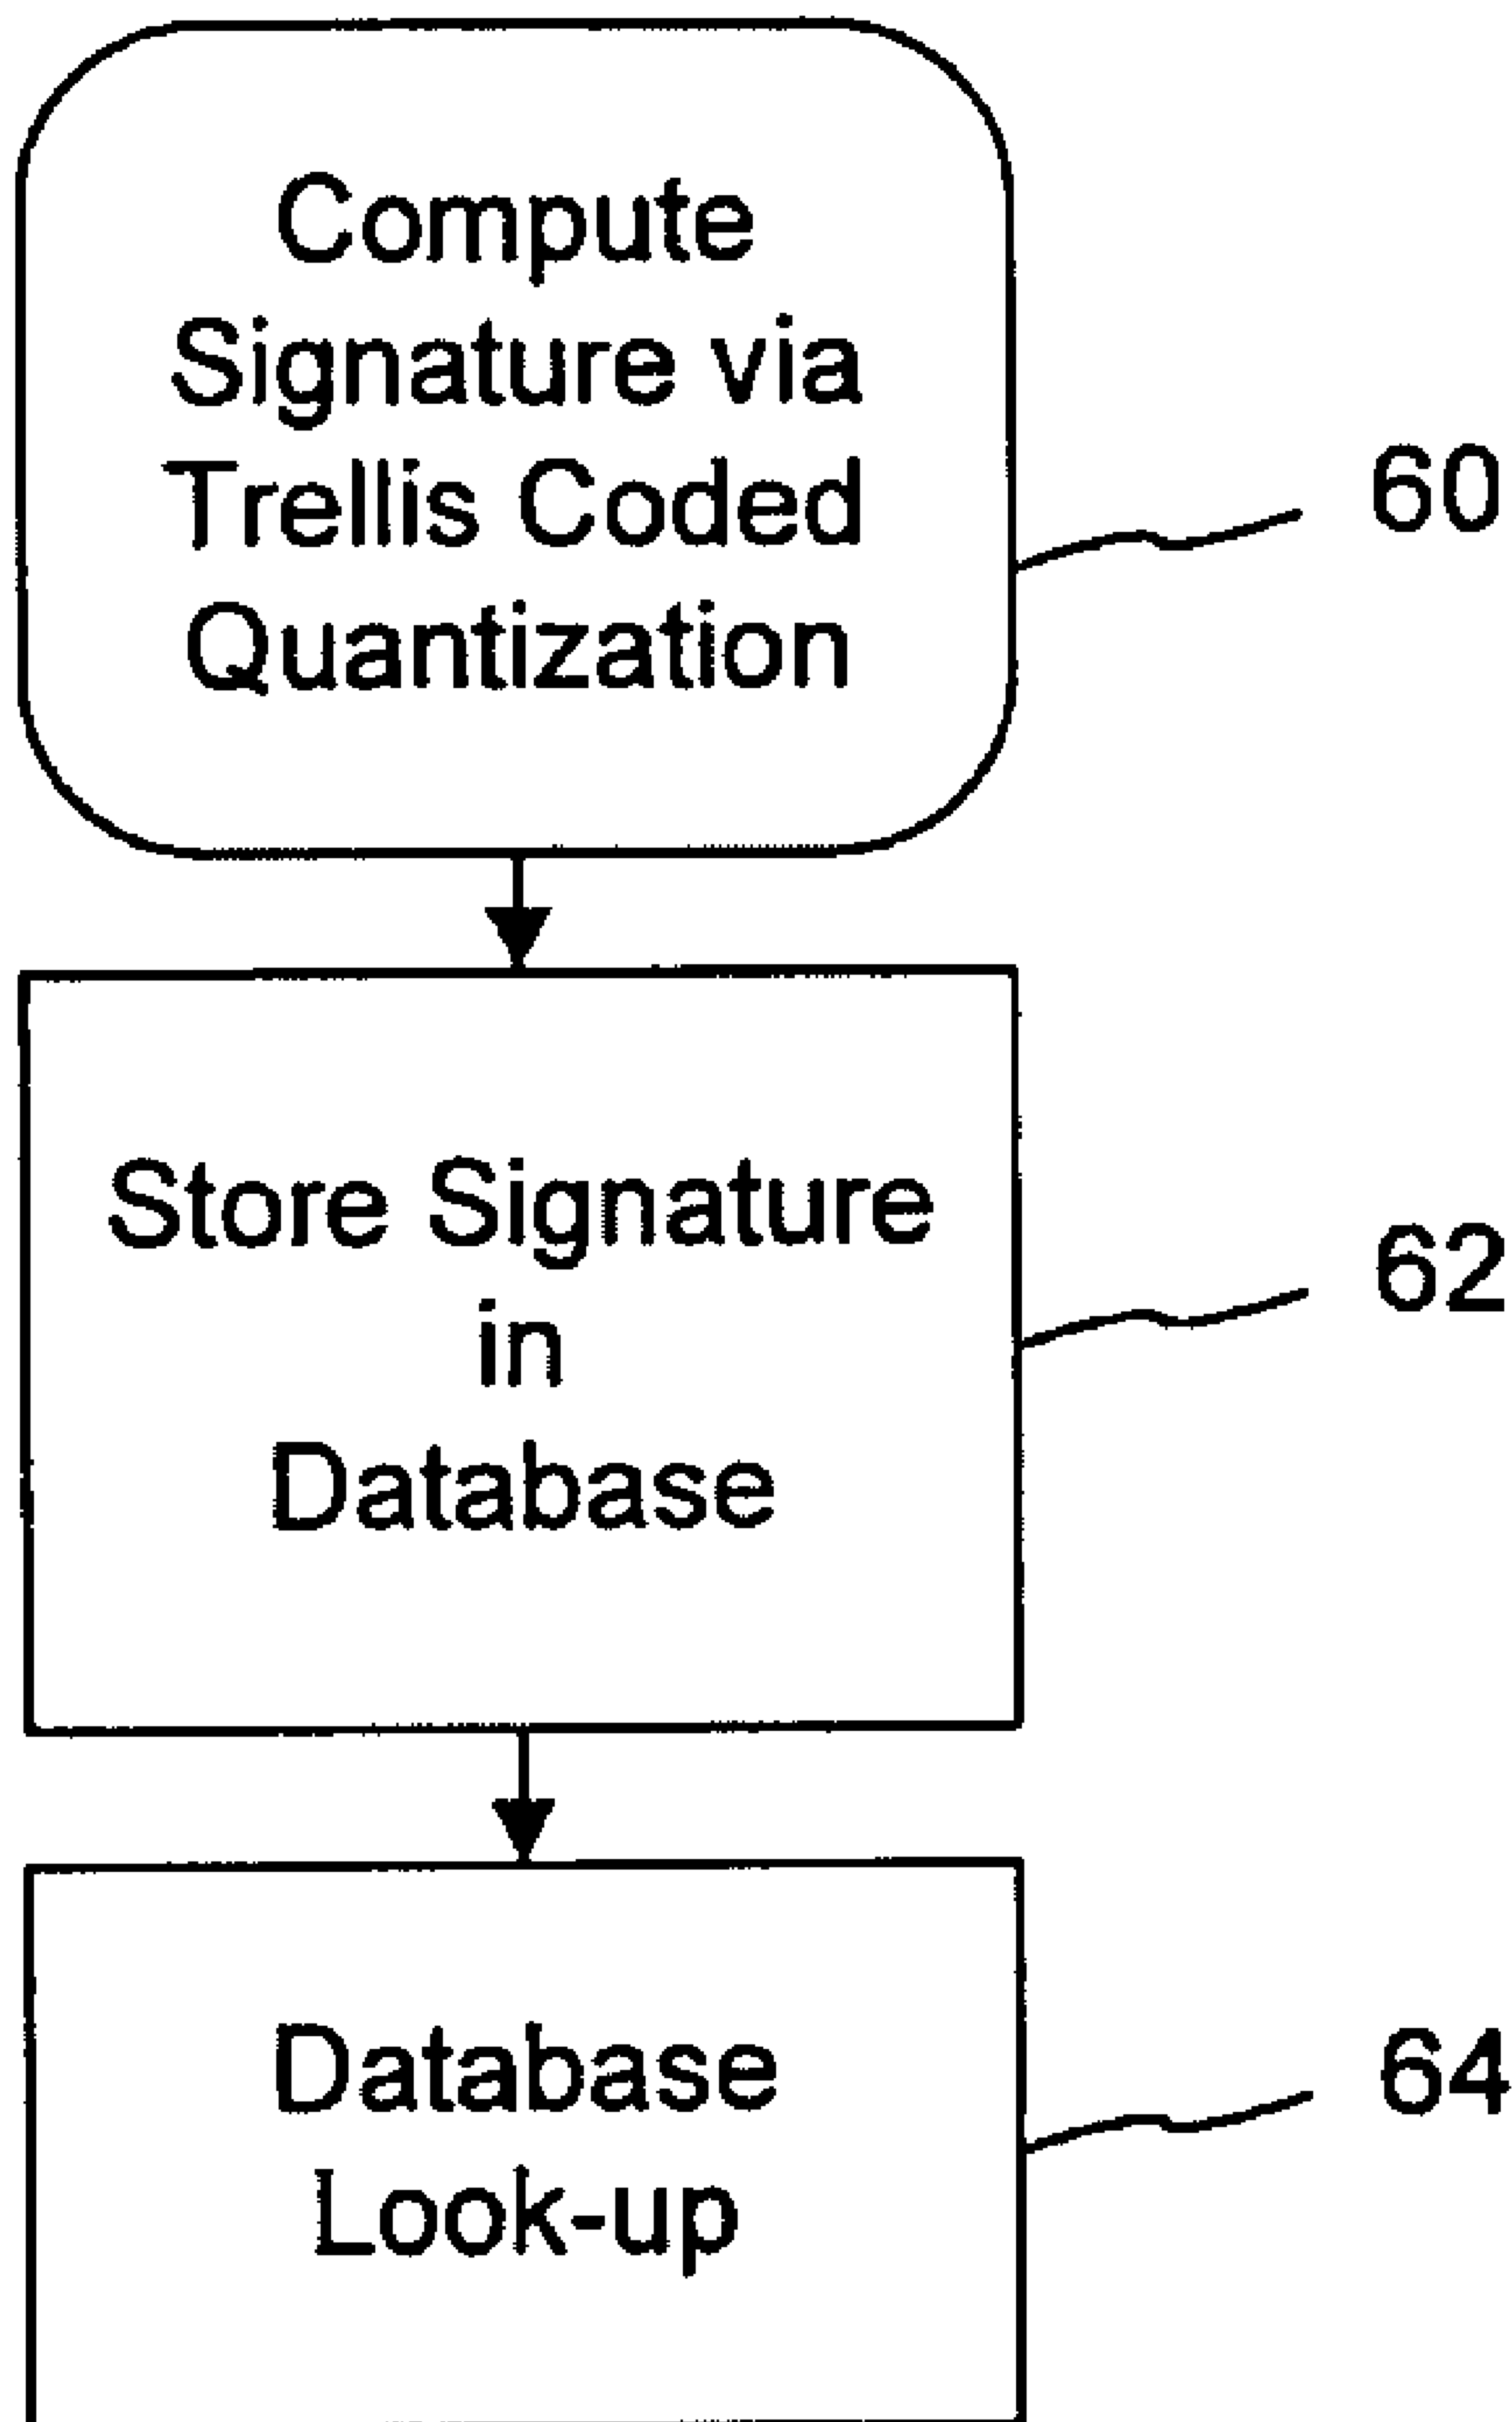 Compute
Signature via
Trellis Coded
Quantization
60
Store Signature
in
Database
62
Database
Look-up
64